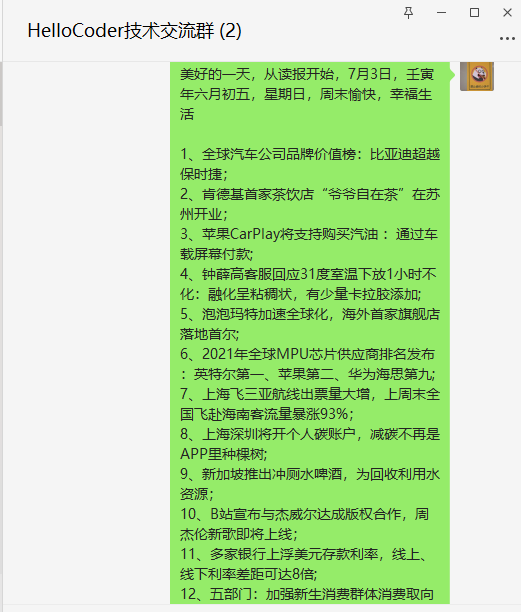 HelloCoder技术交流群 (2)
美好的一天，从读报开始，7月3日，壬寅
年六月初五，星期日，周末愉快，幸福生
活
1、全球汽车公司品牌价值榜：比亚迪超越
保时捷；
2、肯德基首家茶饮店“爷爷自在茶”在苏
州开业；
3、苹果CarPlay将支持购买汽油 ：通过车
载屏幕付款;
4、钟薛高客服回应31度室温下放1小时不
化：融化呈粘稠状，有少量卡拉胶添加;
5、泡泡玛特加速全球化，海外首家旗舰店
落地首尔;
6、2021年全球MPU芯片供应商排名发布
：英特尔第一、苹果第二、华为海思第九;
7、上海飞三亚航线出票量大增，上周末全
国飞赴海南客流量暴涨93%；
8、上海深圳将开个人碳账户，减碳不再是
APP里种棵树;
9、新加坡推出冲厕水啤酒，为回收利用水
资源；
10、B站宣布与杰威尔达成版权合作，周
杰伦新歌即将上线；
11、多家银行上浮美元存款利率，线上、
线下利率差距可达8倍;
12、五部门：加强新生消费群体消费取向